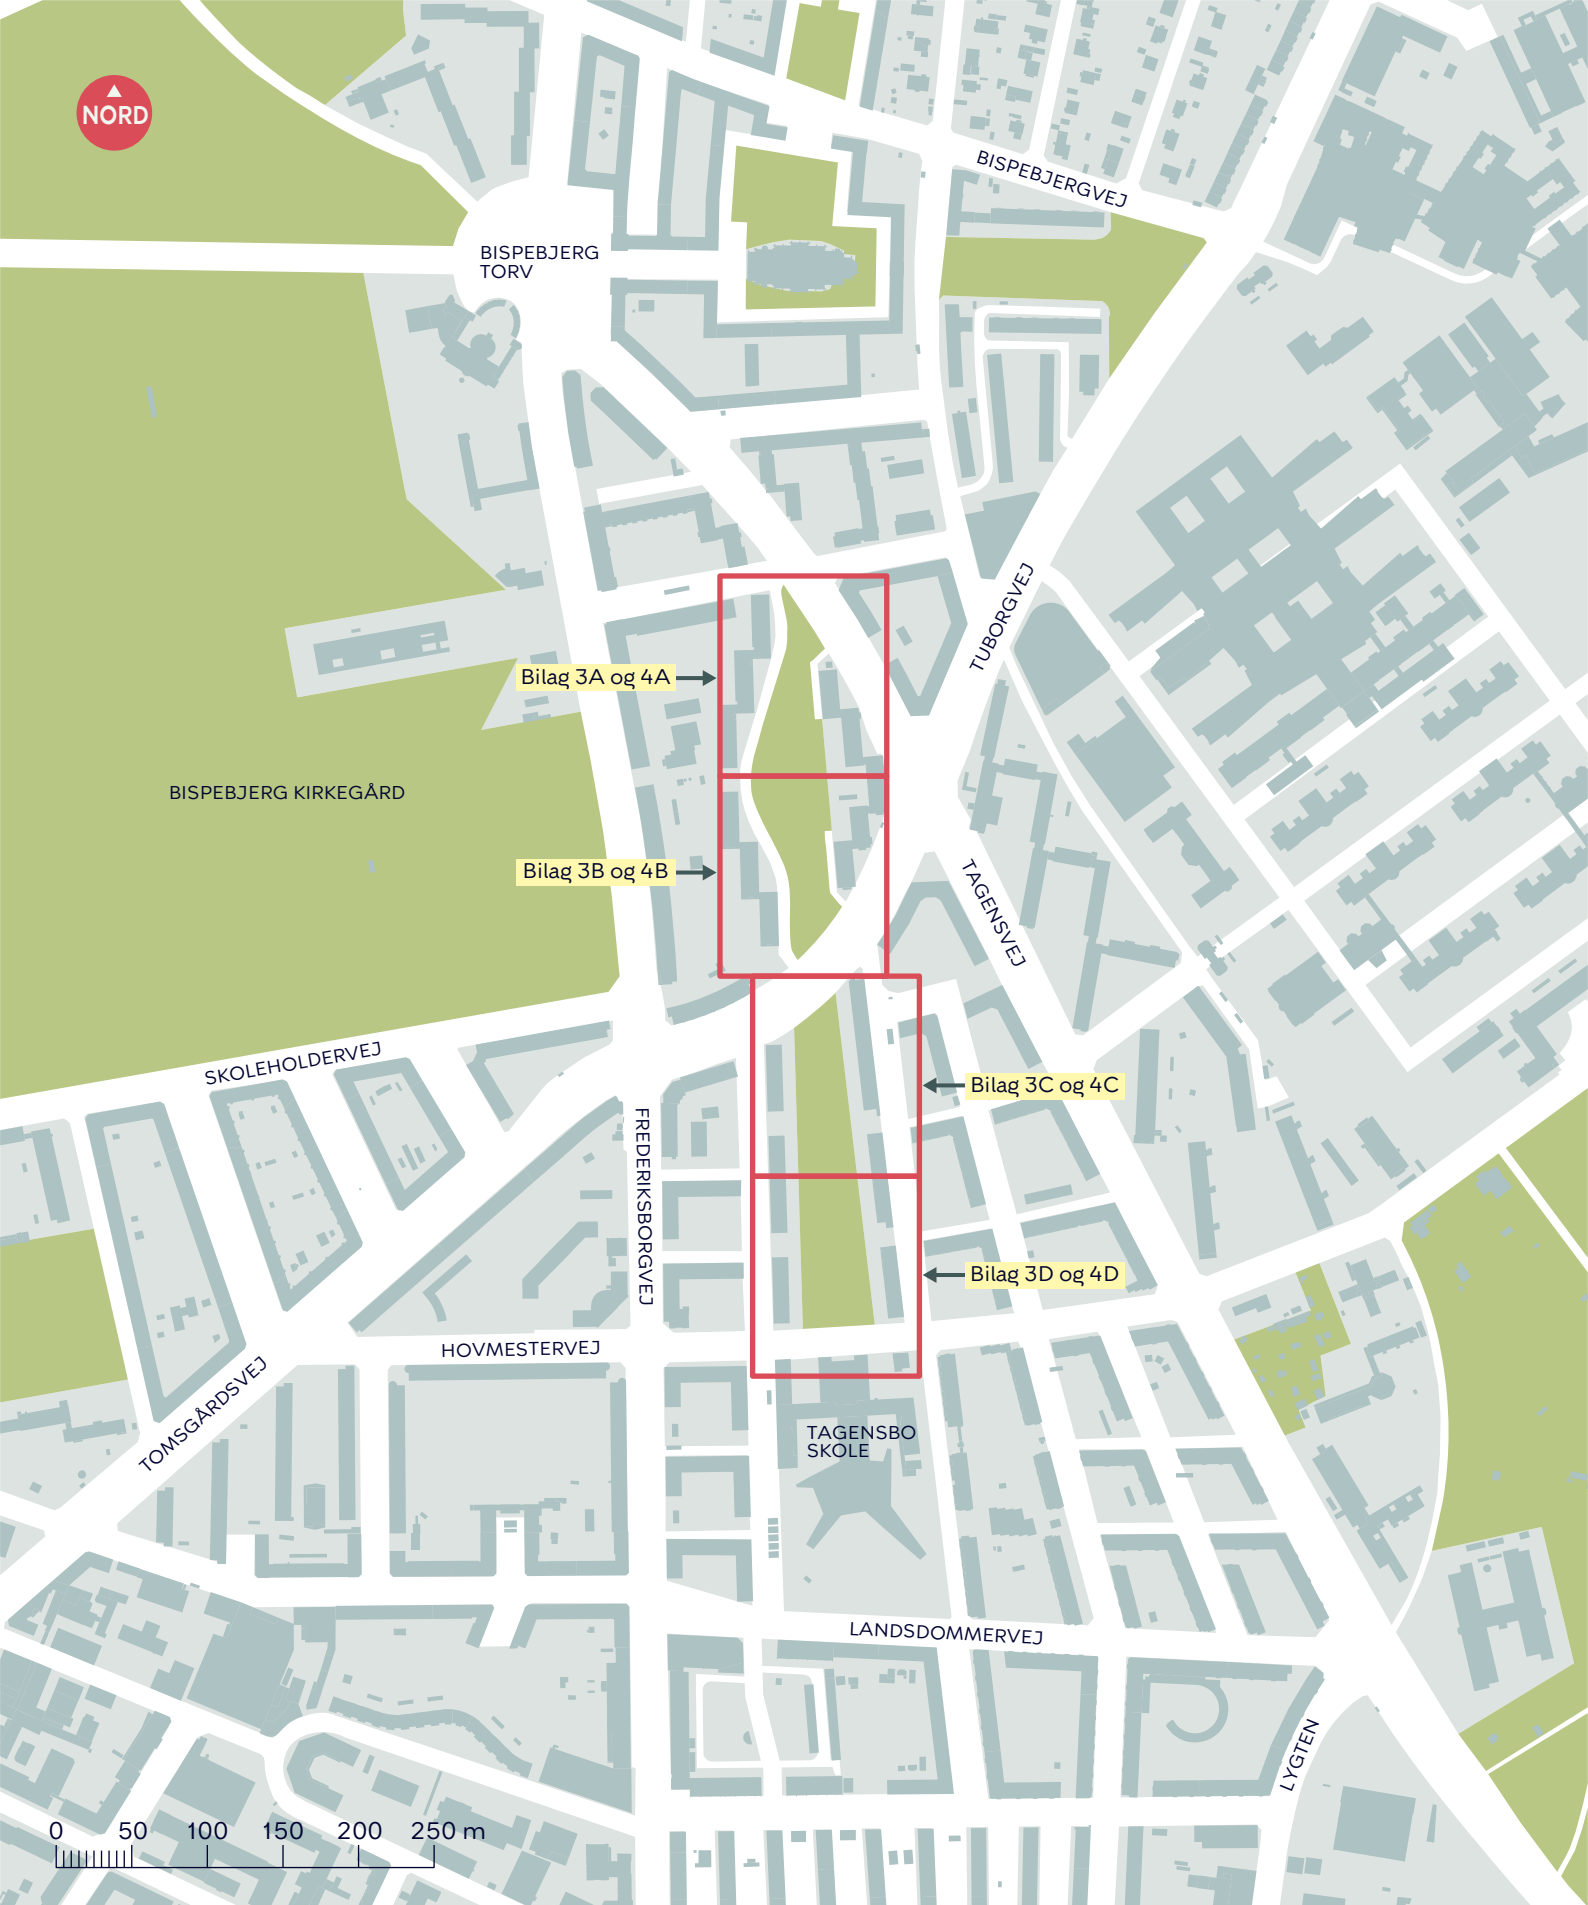 NORD
BISPEBJERGVEJ
BISPEBJERG
TORV
TUBORGVEJ
Bilag 3A og 4A
BISPEBJERG KIRKEGÅRD
Bilag 3B og 4B
TAGENSVEJ
SKOLEHOLDERVEJ
Bilag 3C og 4C
FREDERIKSBORGVEJ
Bilag 3D og 4D
HOVMESTERVEJ
TOMSGÅRDSVEJ
TAGENSBO
SKOLE
LANDSDOMMERVEJ
LYGTEN
0 50 100 150 200 250 m